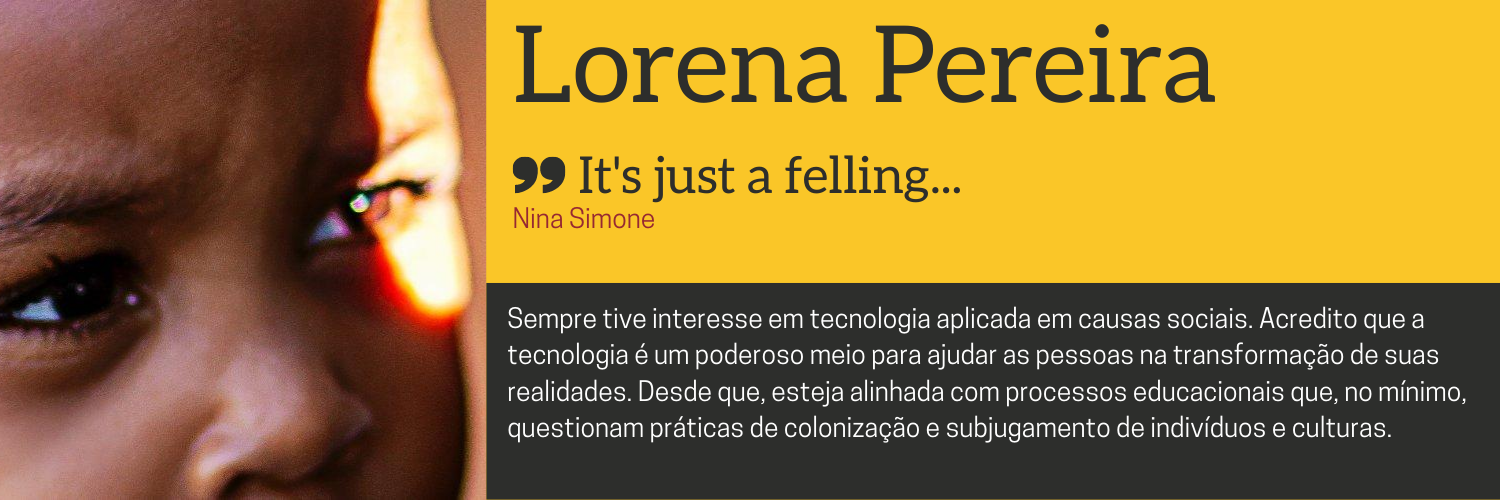 Lorena Pereira
” It's just a felling...
Nina Simone
Sempre tive interesse em tecnologia aplicada em causas sociais. Acredito que a
tecnologia é um poderoso meio para ajudar as pessoas na transformação de suas
realidades. Desde que, esteja alinhada com processos educacionais que, no mínimo,
questionam práticas de colonização e subjugamento de indivíduos e culturas.